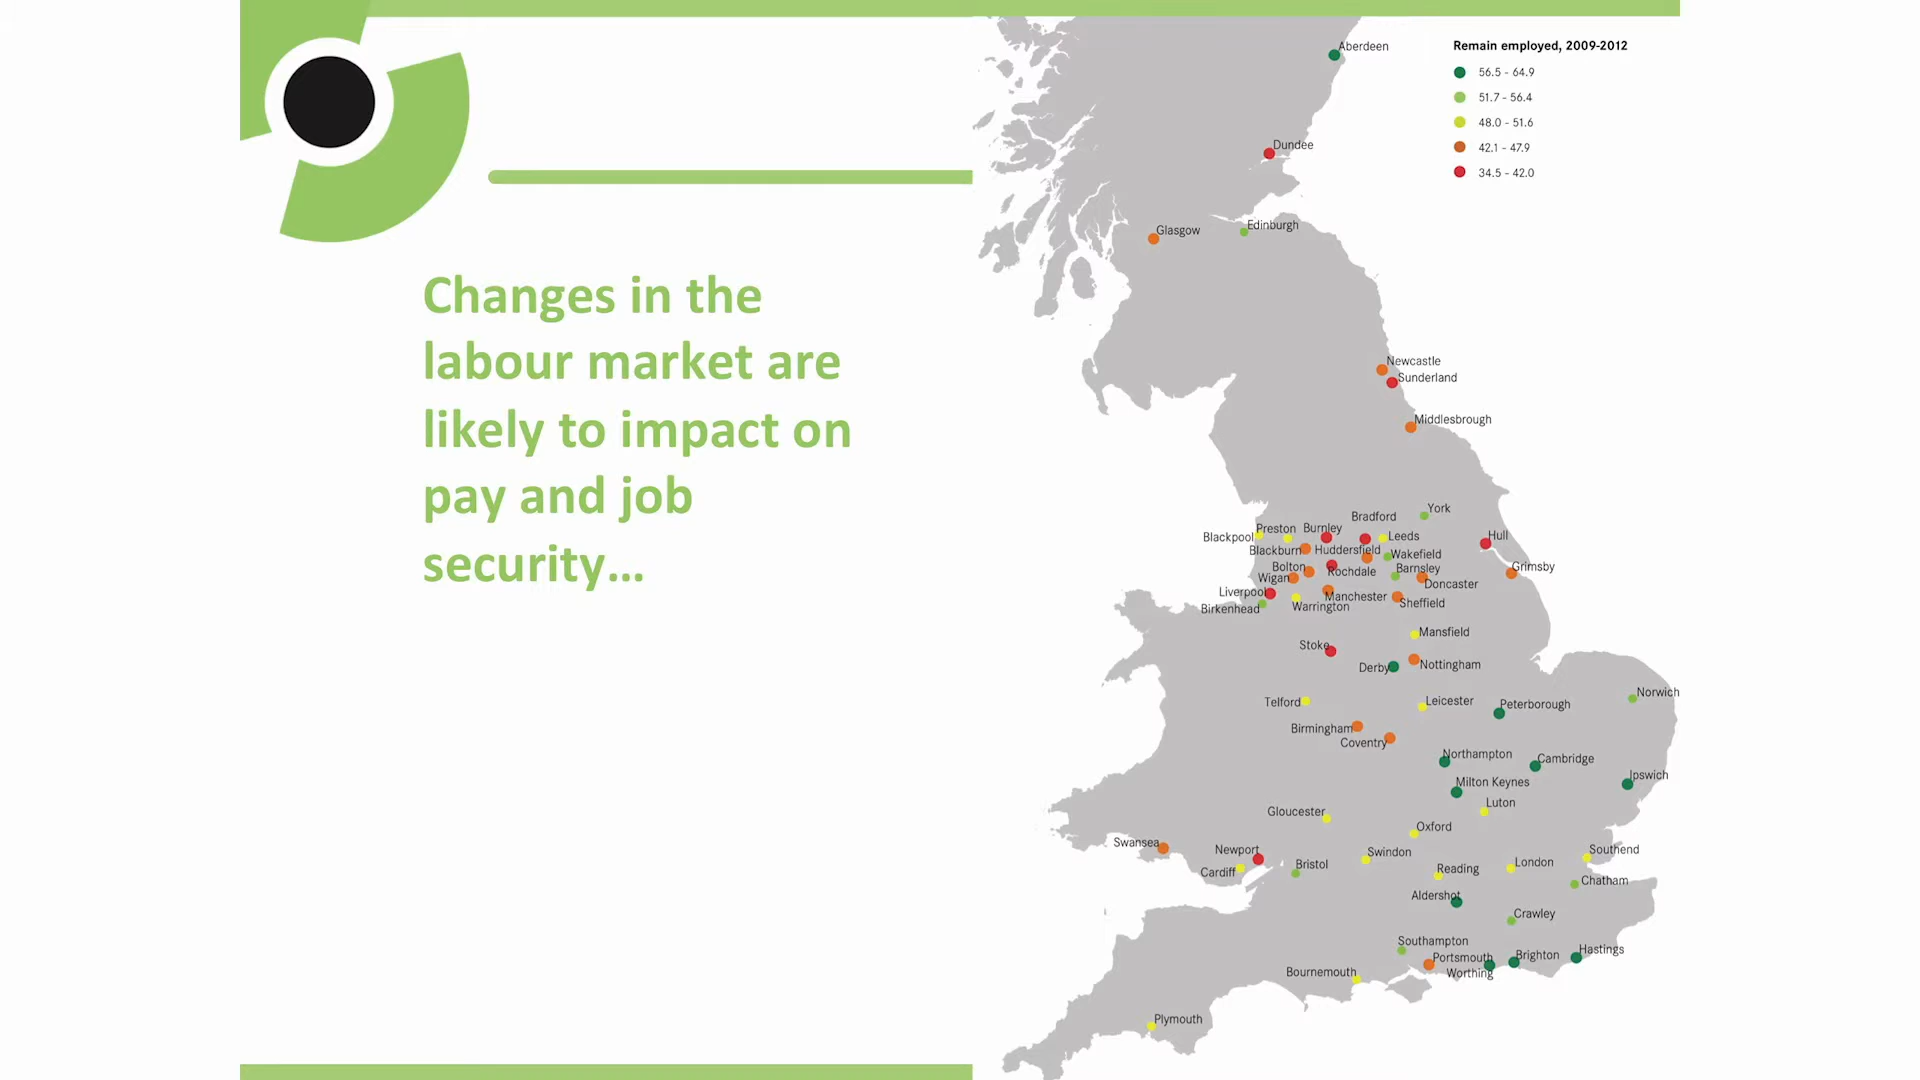 Changes in the
labour market are
likely to impact on
pay and job
security…
Remain employed, 2009-2012
56.5 - 64.9
51.7 - 56.4
48.0 - 51.6
42.1 - 47.9
34.5 - 42.0
Aberdeen
Dundee
Glasgow
Edinburgh
Newcastle
Sunderland
Middlesbrough
York
Bradford
Preston
Burnley
Blackpool
Leeds
Hull
Blackburn
Huddersfield
Wakefield
Bolton
Rochdale
Barnsley
Grimsby
Wigan
Doncaster
Liverpool
Manchester
Sheffield
Birkenhead
Warrington
Mansfield
Stoke
Derby
Nottingham
Norwich
Telford
Leicester
Peterborough
Birmingham
Coventry
Northampton
Cambridge
Ipswich
Milton Keynes
Luton
Gloucester
Oxford
Swansea
Newport
Swindon
Southend
Cardiff
Bristol
Reading
London
Chatham
Aldershot
Crawley
Southampton
Portsmouth
Brighton
Hastings
Bournemouth
Worthing
Plymouth